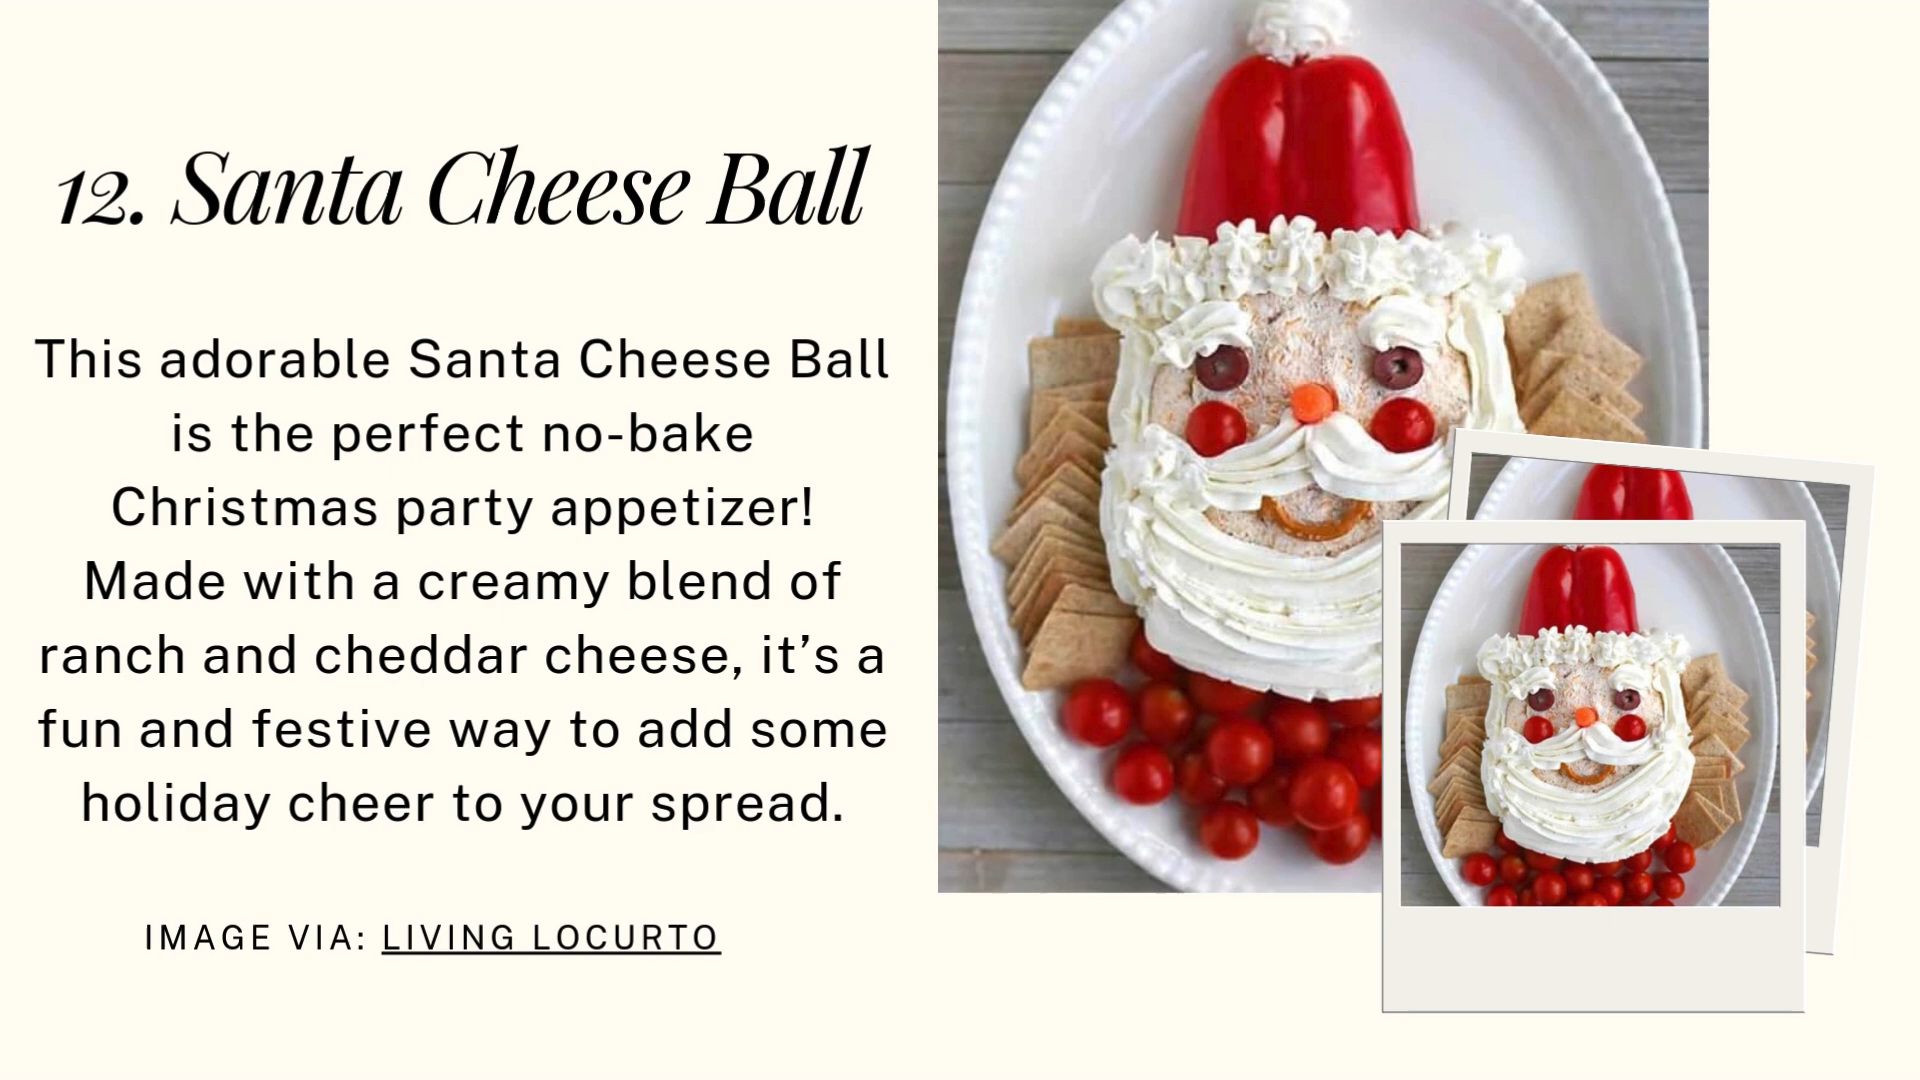 12. Santa Cheese Ball
This adorable Santa Cheese Ball
is the perfect no-bake
Christmas party appetizer!
Made with a creamy blend of
ranch and cheddar cheese, it’s a
fun and festive way to add some
holiday cheer to your spread.
IMAGE VIA: LIVING LOCURTO